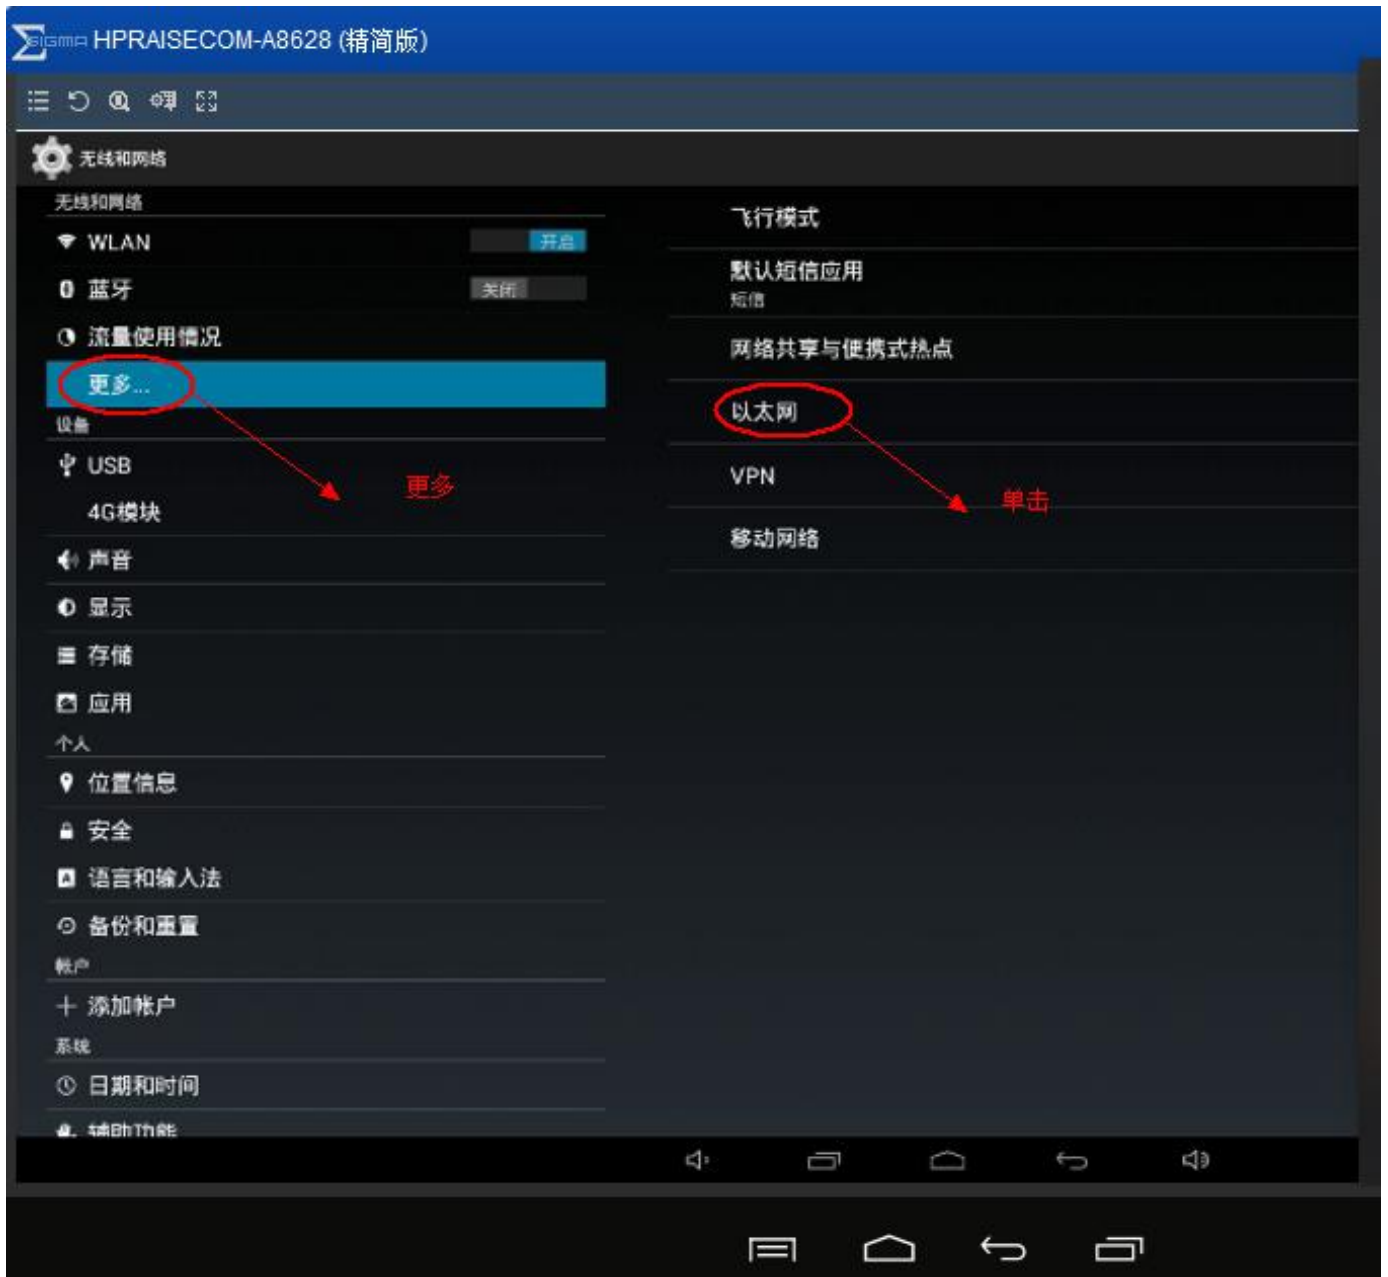 SIGMA HPRAISECOM-A8628 (精简版)
无线和网络
无线和网络
WLAN 开启
蓝牙 关闭
流量使用情况
更多...
设备
USB
4G模块
声音
显示
存储
应用
个人
位置信息
安全
语言和输入法
备份和重置
帐户
添加帐户
系统
日期和时间
辅助功能
更多
飞行模式
默认短信应用
短信
网络共享与便携式热点
以太网
VPN
单击
移动网络